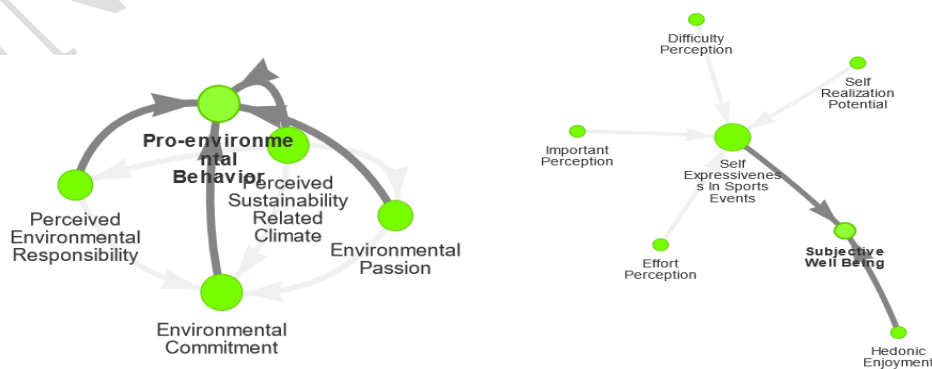 Pro-environme
ntal
Behavior
Perceived
Sustainability
Related
Climate
Perceived
Environmental
Responsibility
Environmental
Passion
Environmental
Commitment
Difficulty
Perception
Self
Realization
Potential
Important
Perception
Self
Expressivenes
s In Sports
Events
Effort
Perception
Subjective
Well Being
Hedonic
Enjoyment